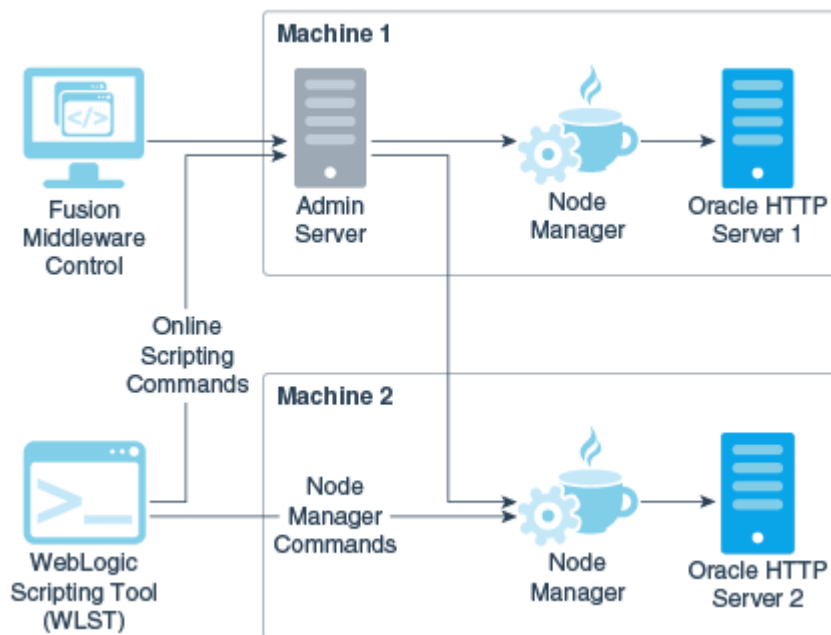 Machine 1
</>
Fusion
Middleware
Control
Admin
Server
Node
Manager
Oracle HTTP
Server 1
Online
Scripting
Commands
Machine 2
>_
WebLogic
Scripting Tool
(WLST)
Node
Manager
Commands
Node
Manager
Oracle HTTP
Server 2